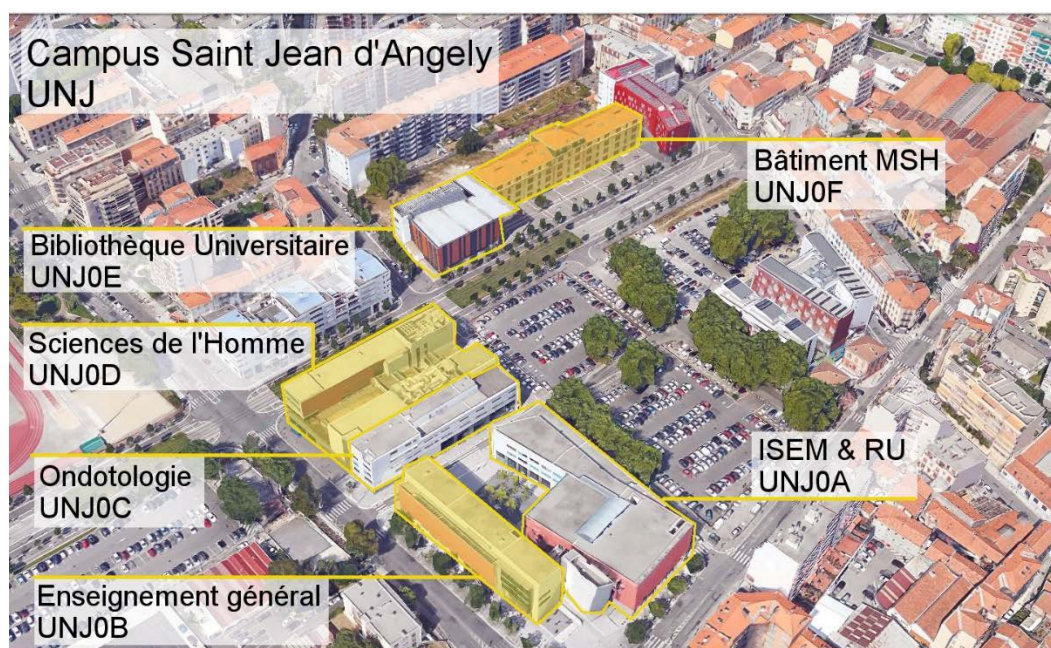 Campus Saint Jean d'Angely
UNJ
Bâtiment MSH
UNJ0F
Bibliothèque Universitaire
UNJ0E
Sciences de l'Homme
UNJ0D
Ondotologie
UNJ0C
ISEM & RU
UNJ0A
Enseignement général
UNJ0B